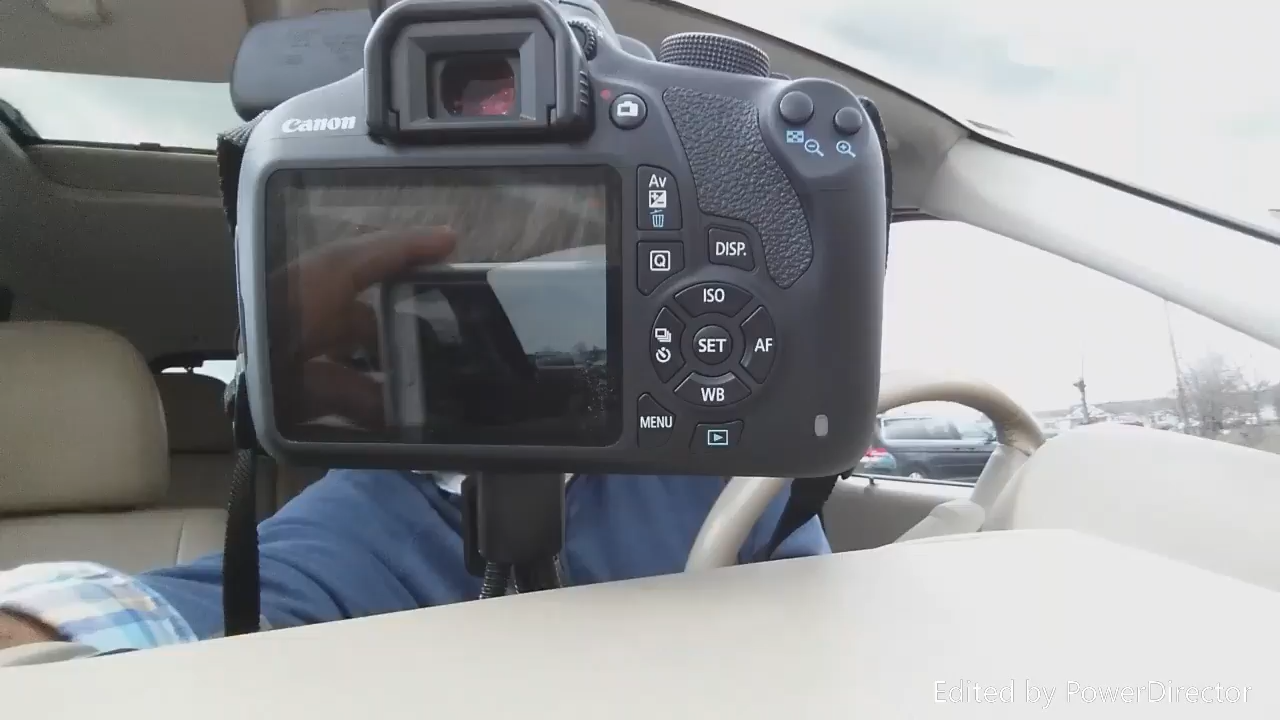 Canon
Av
Q
DISP.
ISO
SET
AF
WB
MENU
Edited by PowerDirector